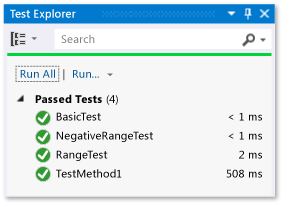 Test Explorer
Search
Run All | Run...
Passed Tests (4)
BasicTest < 1 ms
NegativeRangeTest < 1 ms
RangeTest 2 ms
TestMethod1 508 ms